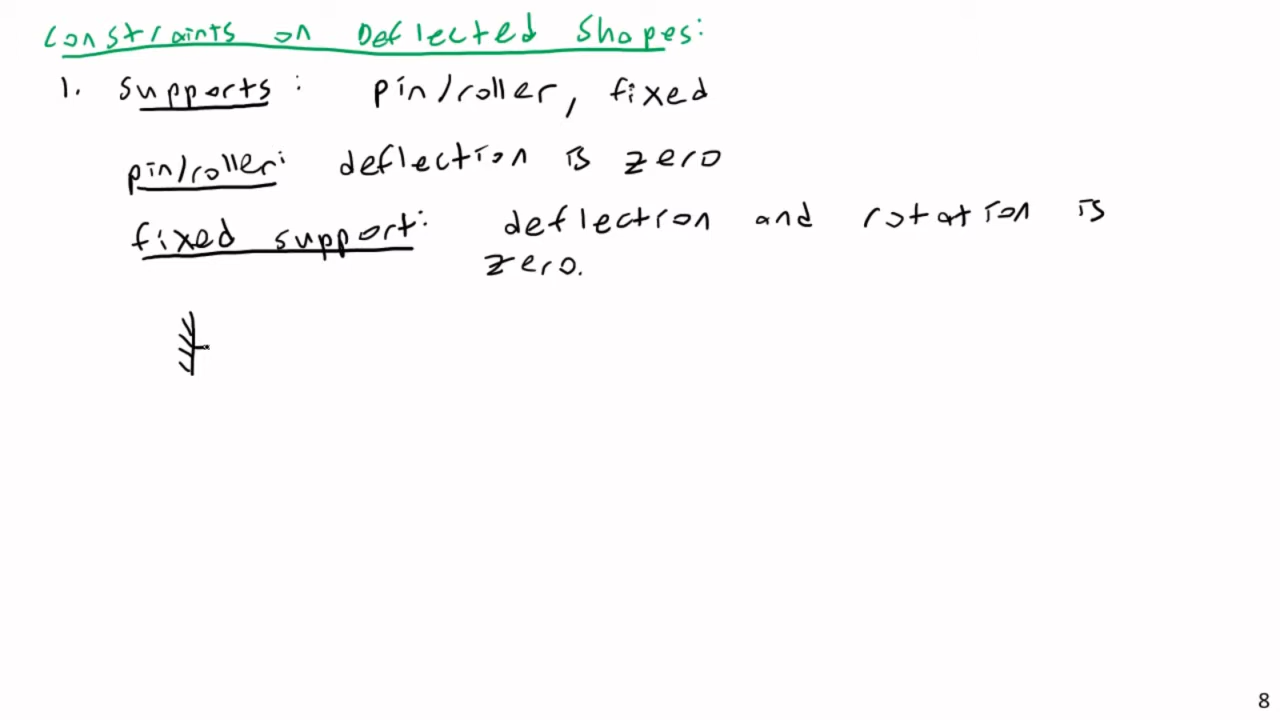 Constraints on Deflected Shapes:
1. Supports: pin/roller, fixed
pin/roller: deflection is zero
fixed support: deflection and rotation is
zero.
8